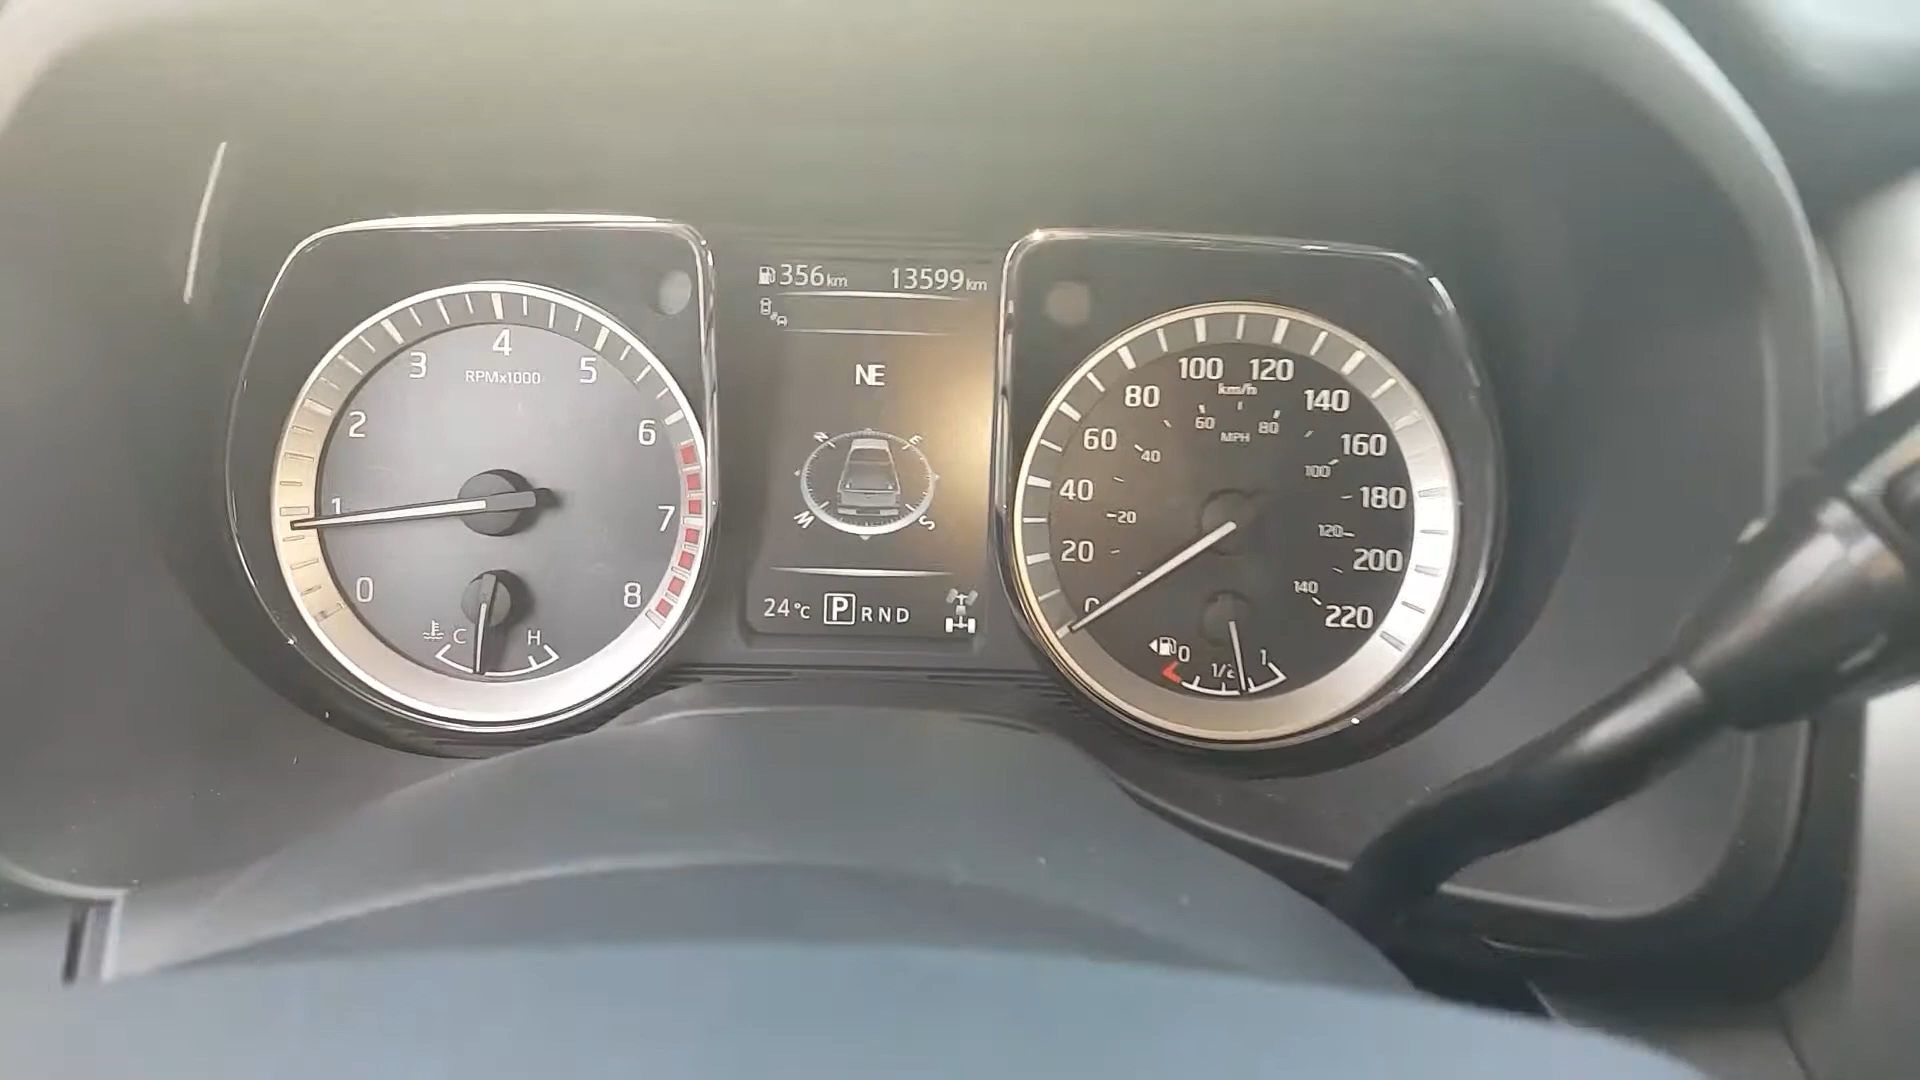 356km 13599km
NE
N E
W S
24°C P R N D
0 1 2 3 4 5 6 7 8
RPMx1000
C H
0 20 40 60 80 100 120 140 160 180 200 220
km/h
20 40 60 80 100 120 140
MPH
0 1/2 1